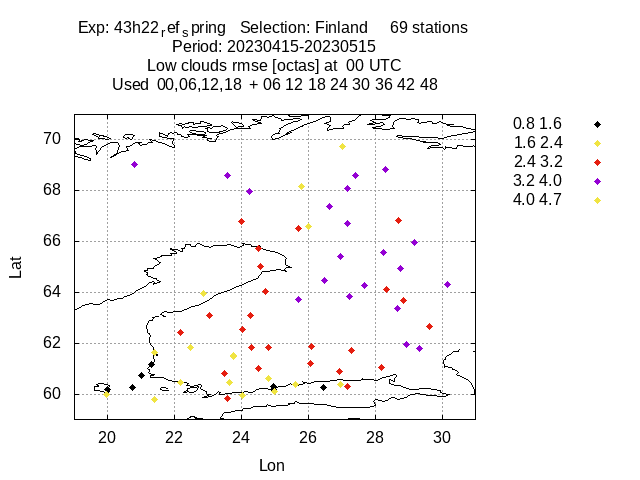 Exp: 43h22_ref_spring   Selection: Finland     69 stations
Period: 20230415-20230515
Low clouds rmse [octas] at  00 UTC
Used  00,06,12,18  + 06 12 18 24 30 36 42 48
0.8 1.6
1.6 2.4
2.4 3.2
3.2 4.0
4.0 4.7
70
68
66
64
62
60
Lat
20 22 24 26 28 30
Lon